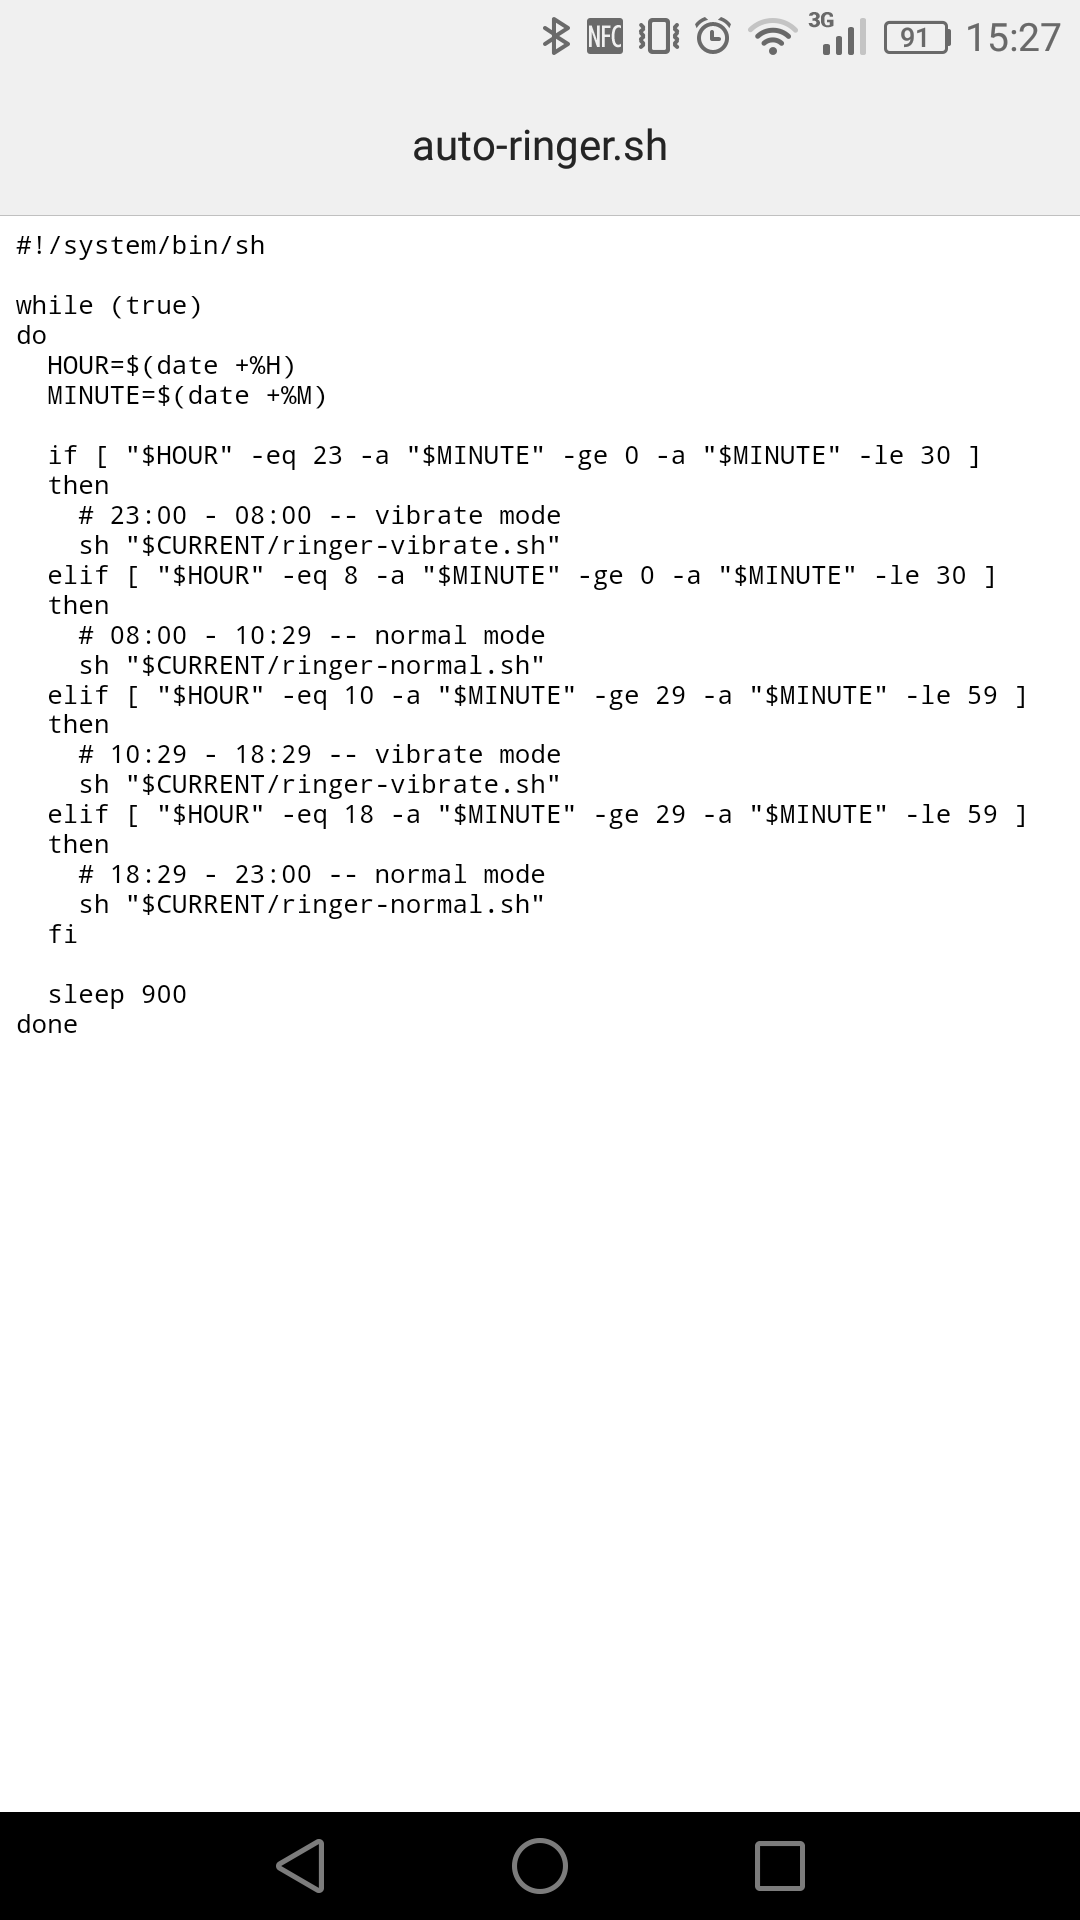 NFC 3G 91 15:27
auto-ringer.sh
#!/system/bin/sh

while (true)
do
  HOUR=$(date +%H)
  MINUTE=$(date +%M)

  if [ "$HOUR" -eq 23 -a "$MINUTE" -ge 0 -a "$MINUTE" -le 30 ]
  then
    # 23:00 - 08:00 -- vibrate mode
    sh "$CURRENT/ringer-vibrate.sh"
  elif [ "$HOUR" -eq 8 -a "$MINUTE" -ge 0 -a "$MINUTE" -le 30 ]
  then
    # 08:00 - 10:29 -- normal mode
    sh "$CURRENT/ringer-normal.sh"
  elif [ "$HOUR" -eq 10 -a "$MINUTE" -ge 29 -a "$MINUTE" -le 59 ]
  then
    # 10:29 - 18:29 -- vibrate mode
    sh "$CURRENT/ringer-vibrate.sh"
  elif [ "$HOUR" -eq 18 -a "$MINUTE" -ge 29 -a "$MINUTE" -le 59 ]
  then
    # 18:29 - 23:00 -- normal mode
    sh "$CURRENT/ringer-normal.sh"
  fi

  sleep 900
done